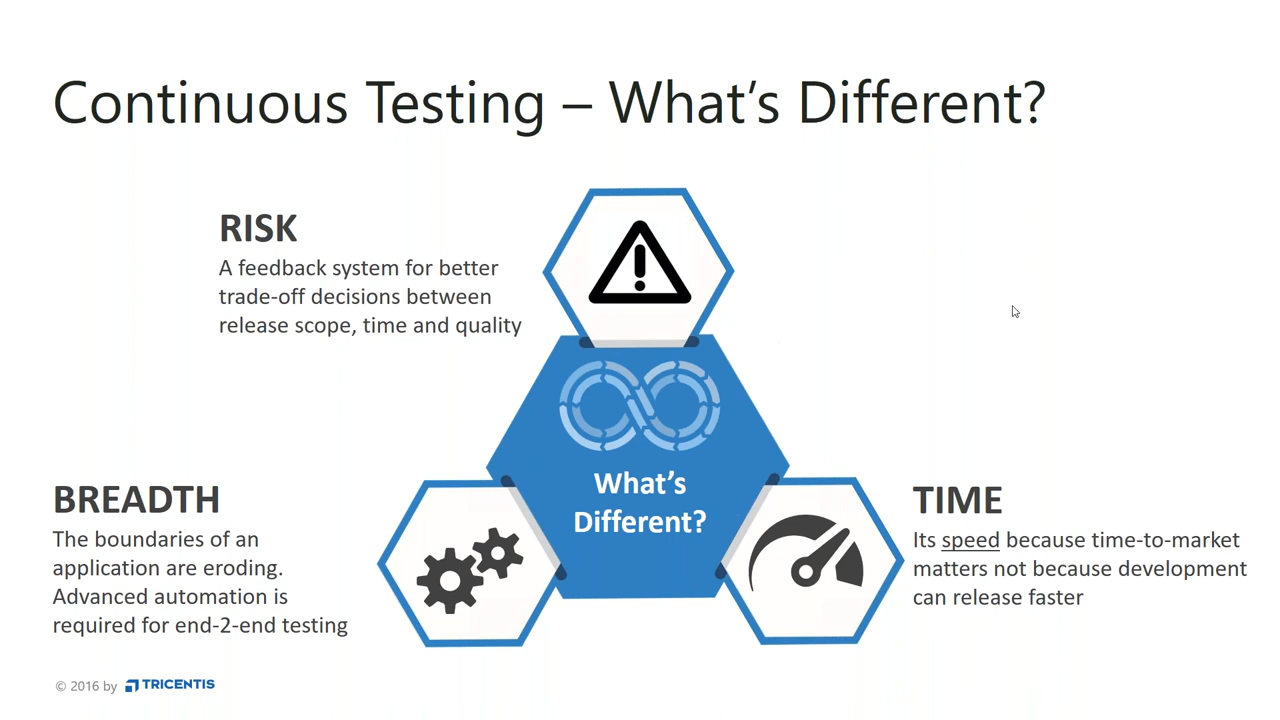 Continuous Testing – What's Different?
RISK
A feedback system for better
trade-off decisions between
release scope, time and quality
What's
Different?
BREADTH
The boundaries of an
application are eroding.
Advanced automation is
required for end-2-end testing
TIME
Its speed because time-to-market
matters not because development
can release faster
© 2016 by TRICENTIS